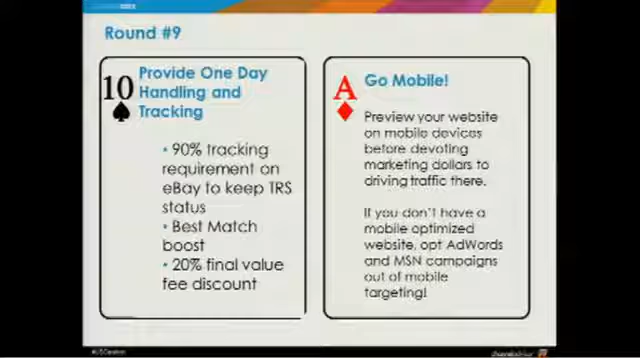 Round #9
10
Provide One Day
Handling and
Tracking
• 90% tracking
requirement on
eBay to keep TRS
status
• Best Match
boost
• 20% final value
fee discount
A
Go Mobile!
Preview your website
on mobile devices
before devoting
marketing dollars to
driving traffic there.
If you don't have a
mobile optimized
website, opt AdWords
and MSN campaigns
out of mobile
targeting!